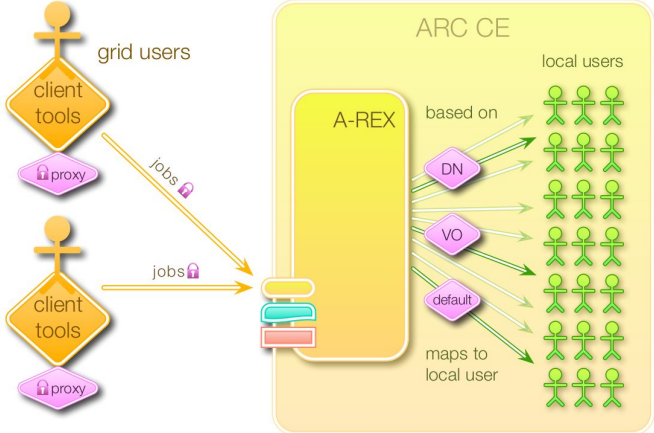 ARC CE
grid users
local users
client
tools
A-REX
based on
proxy
jobs
DN
VO
jobs
default
client
tools
maps to
local user
proxy